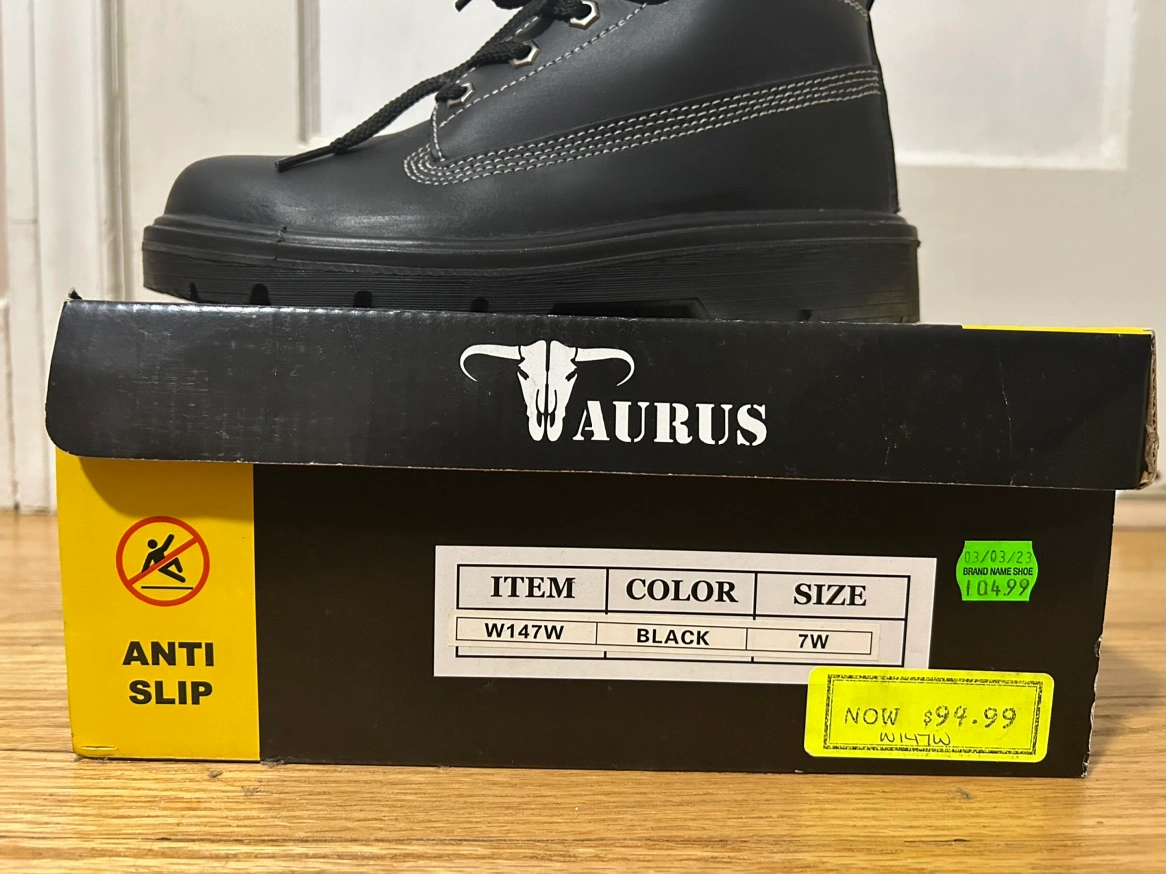 AURUS
ANTI
SLIP
ITEM COLOR SIZE
W147W BLACK 7W
03/03/23
BRAND NAME SHOE
104.99
NOW $94.99
W147W